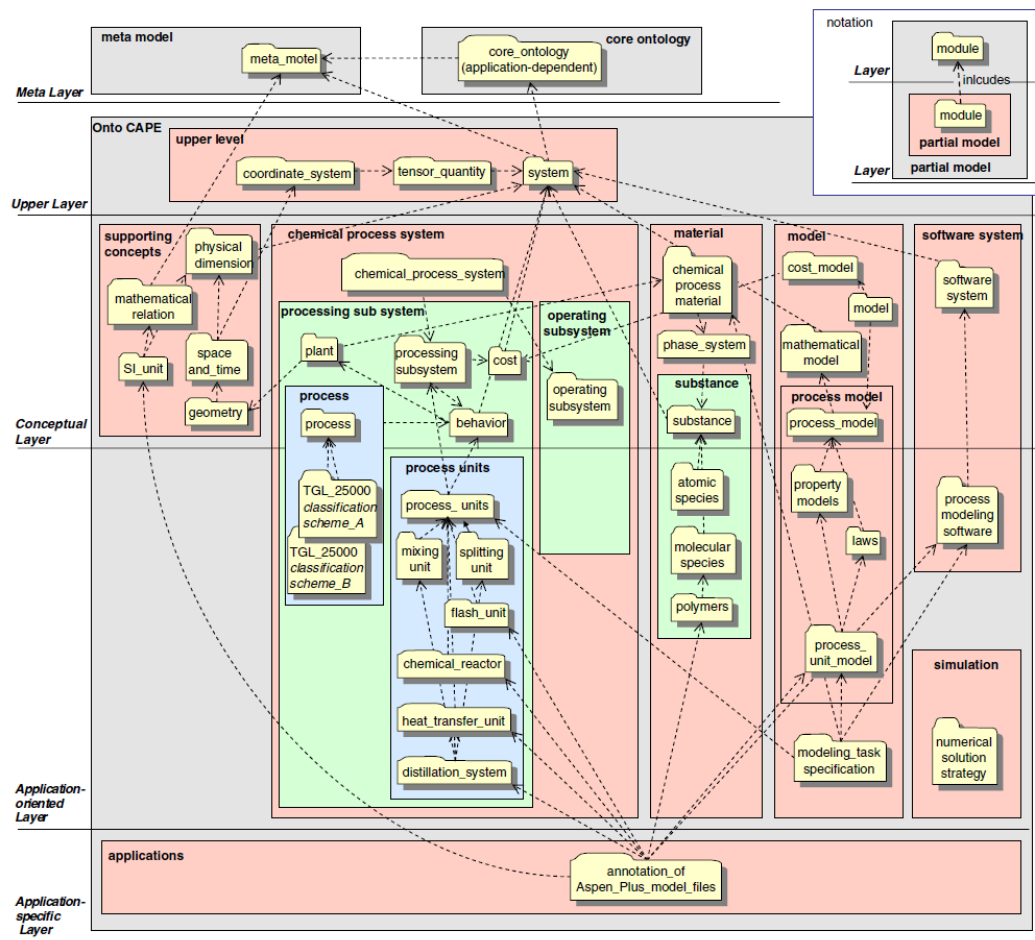 meta model
meta_motel
core_ontology
(application-dependent)
core ontology
Meta Layer
notation
module
Layer
inlcudes
module
partial model
partial model
Layer
Onto CAPE
upper level
coordinate_system
tensor_quantity
system
Upper Layer
supporting
concepts
physical
dimension
mathematical
relation
SI_unit
space
and_time
geometry
Conceptual
Layer
chemical process system
chemical_process_system
processing sub system
plant
processing
subsystem
cost
behavior
process
process
TGL_25000
classification
scheme_A
TGL_25000
classification
scheme_B
process units
process_ units
mixing
unit
splitting
unit
flash_unit
chemical_reactor
heat_transfer_unit
distillation_system
operating
subsystem
operating
subsystem
material
chemical
process
material
phase_system
substance
substance
atomic
species
molecular
species
polymers
model
cost_model
model
mathematical
model
process model
process_model
property
models
laws
process_
unit_model
modeling_task
specification
software system
software
system
process
modeling
software
simulation
numerical
solution
strategy
Application-
oriented Layer
applications
annotation_of
Aspen_Plus_model_files
Application-
specific Layer